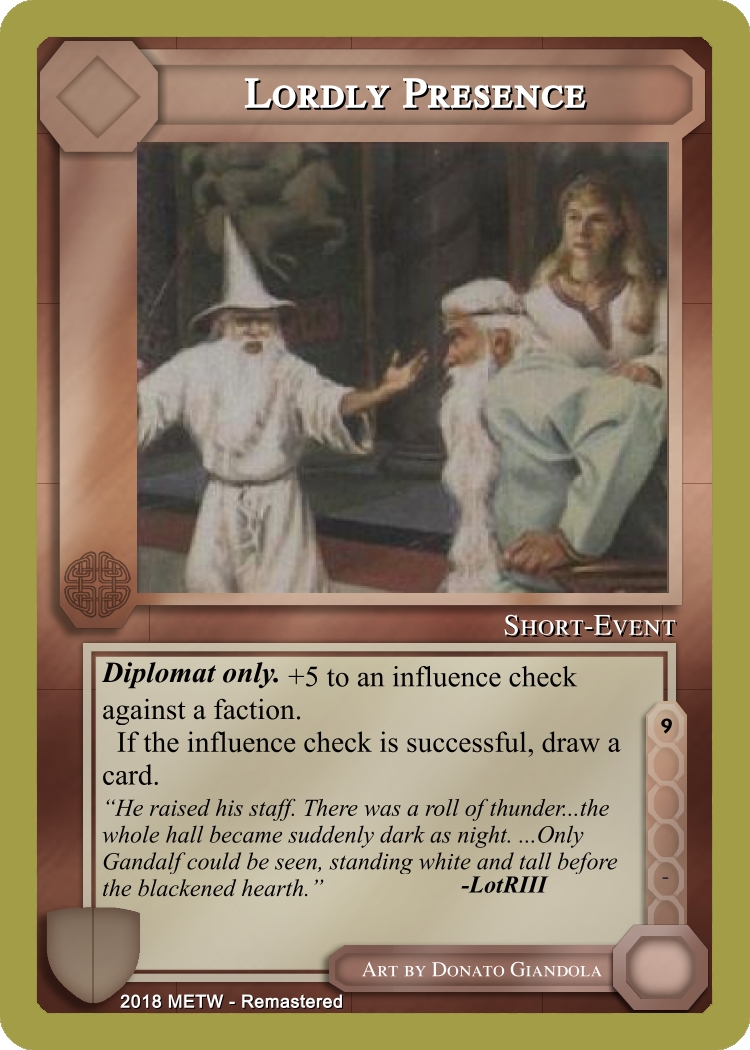 Lordly Presence
Short-Event
Diplomat only. +5 to an influence check
against a faction.
If the influence check is successful, draw a
card.
“He raised his staff. There was a roll of thunder...the
whole hall became suddenly dark as night. ...Only
Gandalf could be seen, standing white and tall before
the blackened hearth.” -LotRIII
9
-
Art by Donato Giandola
2018 METW - Remastered